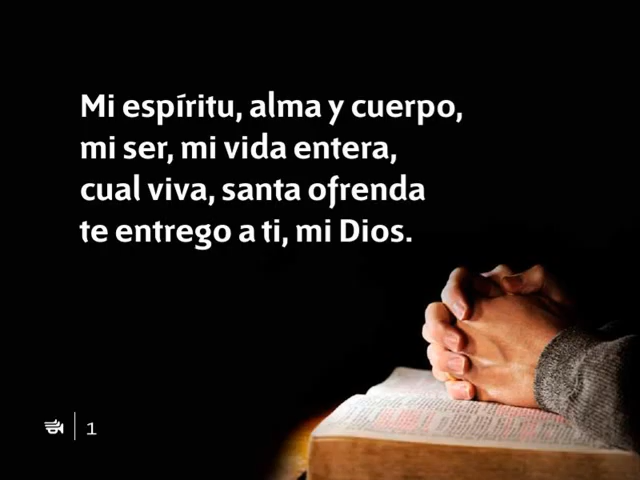 Mi espíritu, alma y cuerpo,
mi ser, mi vida entera,
cual viva, santa ofrenda
te entrego a ti, mi Dios.
1